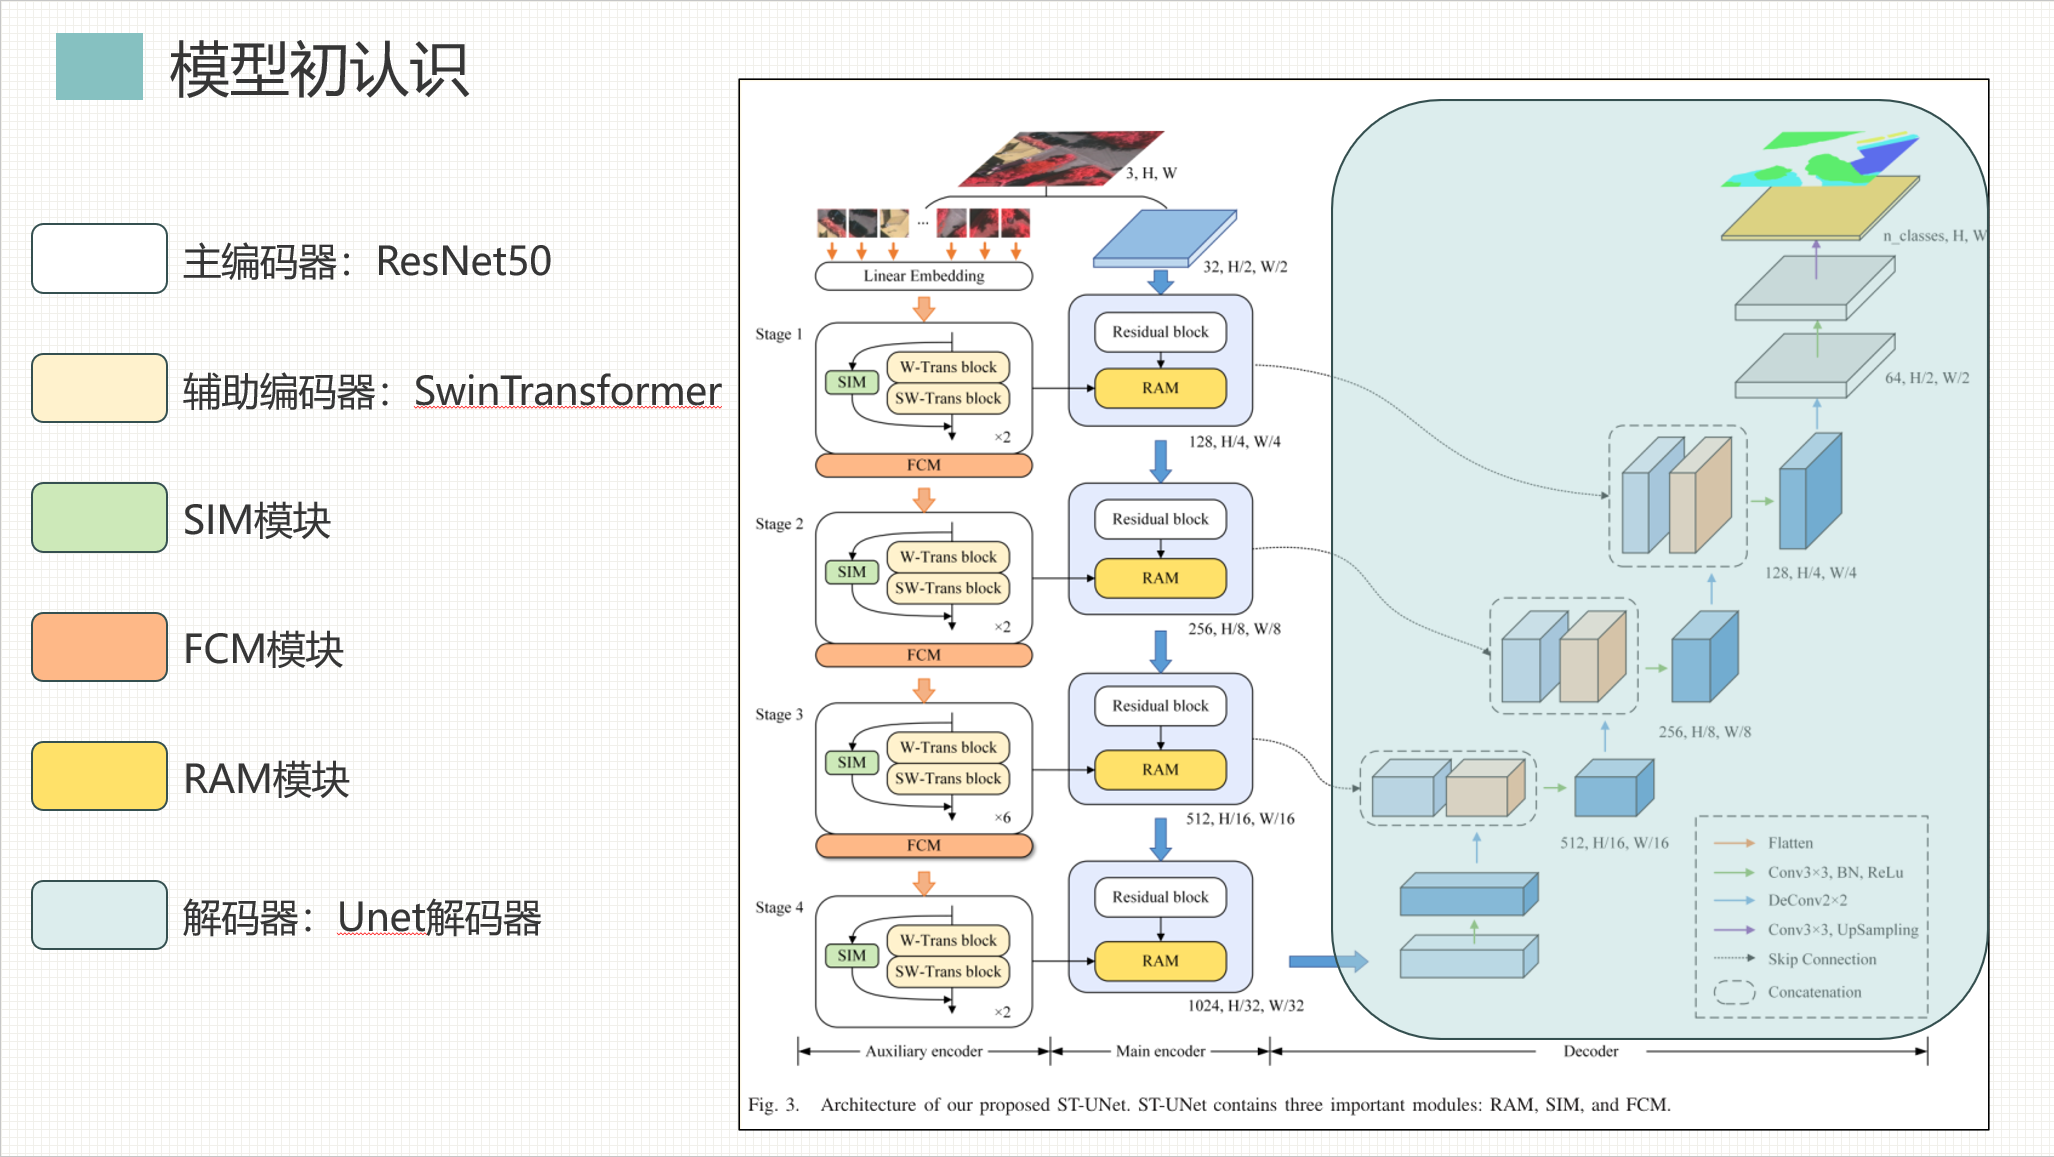 模型初认识
主编码器：ResNet50
辅助编码器：SwinTransformer
SIM模块
FCM模块
RAM模块
解码器：Unet解码器
3, H, W
...
Linear Embedding
32, H/2, W/2
Stage 1
SIM
W-Trans block
SW-Trans block
×2
FCM
Residual block
RAM
128, H/4, W/4
Stage 2
SIM
W-Trans block
SW-Trans block
×2
FCM
Residual block
RAM
256, H/8, W/8
Stage 3
SIM
W-Trans block
SW-Trans block
×6
FCM
Residual block
RAM
512, H/16, W/16
Stage 4
SIM
W-Trans block
SW-Trans block
×2
Residual block
RAM
1024, H/32, W/32
n_classes, H, W
64, H/2, W/2
128, H/4, W/4
256, H/8, W/8
512, H/16, W/16
Flatten
Conv3×3, BN, ReLu
DeConv2×2
Conv3×3, UpSampling
Skip Connection
Concatenation
Auxiliary encoder
Main encoder
Decoder
Fig. 3. Architecture of our proposed ST-UNet. ST-UNet contains three important modules: RAM, SIM, and FCM.